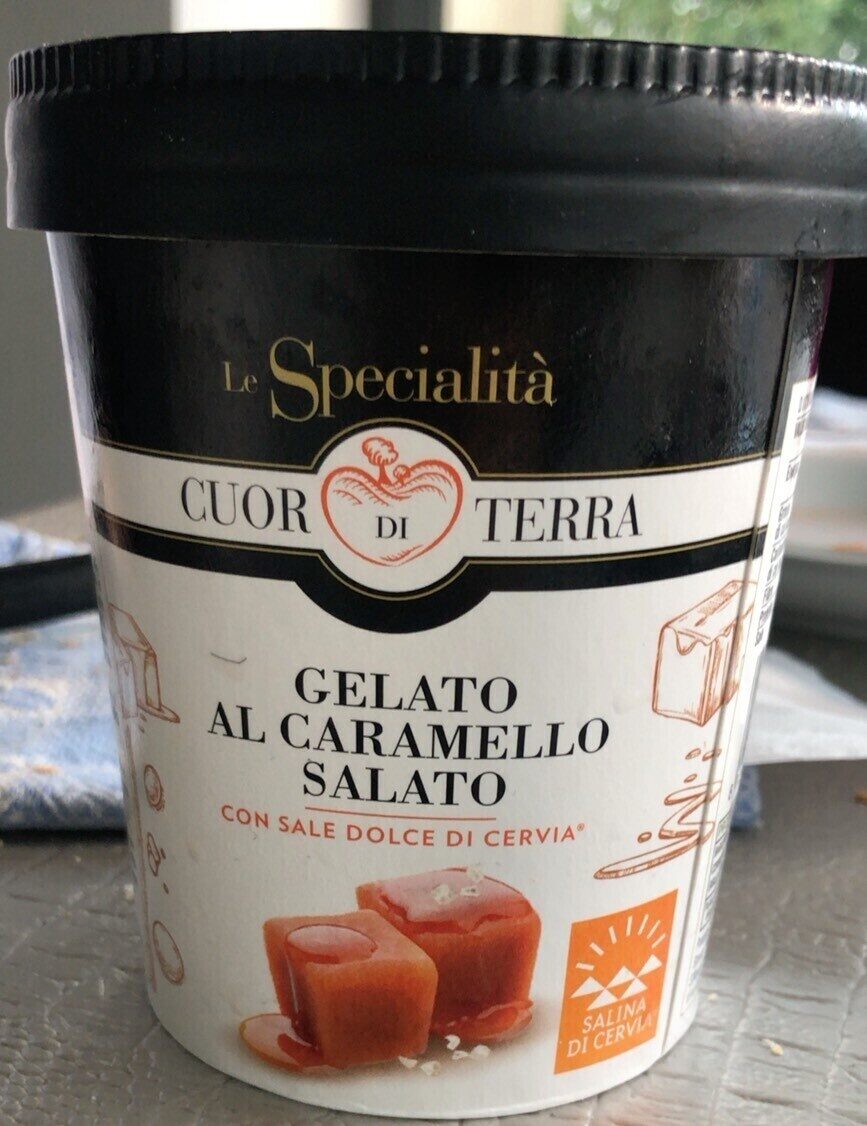 Le Specialità
CUOR DI TERRA
GELATO
AL CARAMELLO
SALATO
CON SALE DOLCE DI CERVIA®
SALINA
DI CERVIA